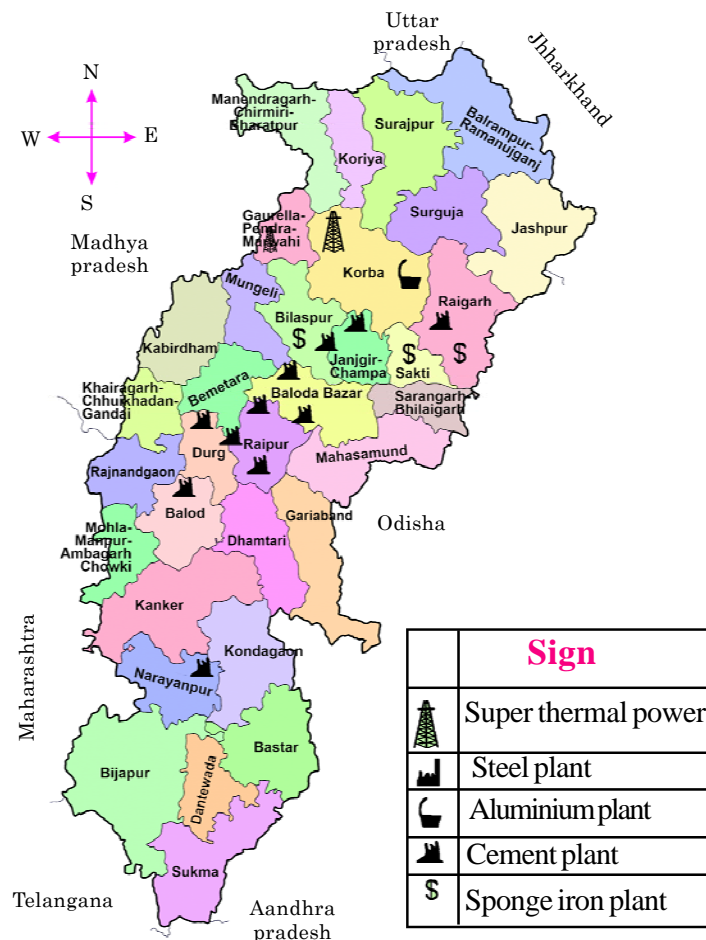 Uttar
pradesh
Jhharkhand
N
W
E
S
Madhya
pradesh
Manendragarh-
Chirmiri-
Bharatpur
Koriya
Surajpur
Balrampur-
Ramanujganj
Surguja
Jashpur
Gaurella-
Pendra-
Marwahi
Korba
Raigarh
Mungeli
Bilaspur
$
Janjgir-
Champa
$
Sakti
$
Kabirdham
Khairagarh-
Chhuikhadan-
Gandai
Bemetara
Baloda Bazar
Sarangarh
Bhilaigarh
Durg
Raipur
Mahasamund
Rajnandgaon
Balod
Dhamtari
Gariaband
Odisha
Mohla-
Manpur-
Ambagarh
Chowki
Kanker
Kondagaon
Narayanpur
Maharashtra
Bijapur
Dantewada
Bastar
Sukma
Telangana
Aandhra
pradesh
Sign
Super thermal power
Steel plant
Aluminium plant
Cement plant
$ Sponge iron plant